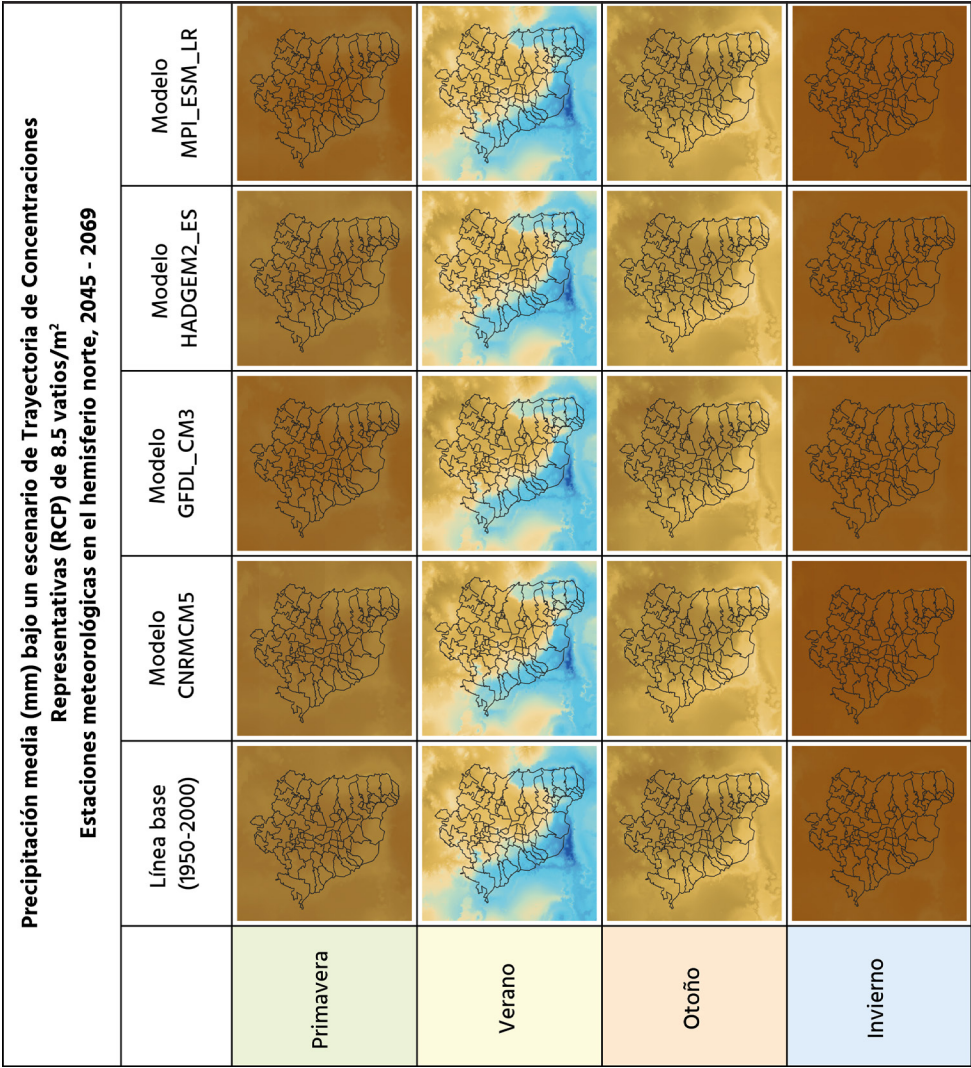 Precipitación media (mm) bajo un escenario de Trayectoria de Concentraciones
Representativas (RCP) de 8.5 vatios/m²
Estaciones meteorológicas en el hemisferio norte, 2045 - 2069
Línea base
(1950-2000)
Modelo
CNRMCM5
Modelo
GFDL_CM3
Modelo
HADGEM2_ES
Modelo
MPI_ESM_LR
Primavera
Verano
Otoño
Invierno